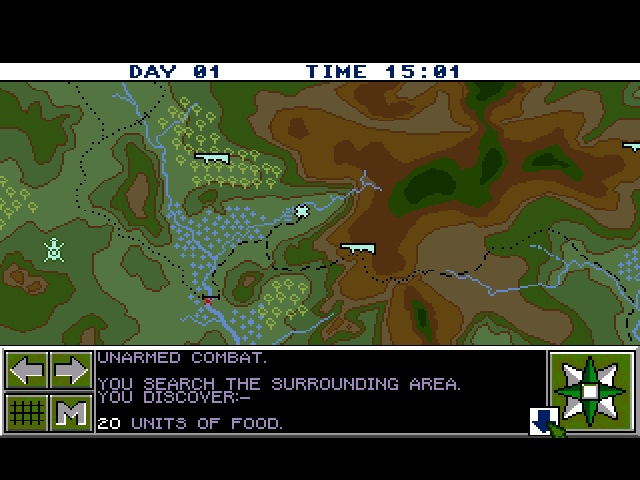 DAY 01 TIME 15:01
UNARMED COMBAT.
YOU SEARCH THE SURROUNDING AREA.
YOU DISCOVER:-
20 UNITS OF FOOD.
M